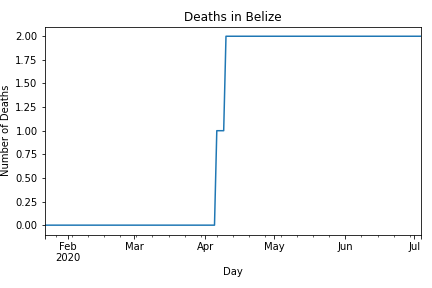 Deaths in Belize
Number of Deaths
2.00
1.75
1.50
1.25
1.00
0.75
0.50
0.25
0.00
Feb
2020
Mar
Apr
May
Jun
Jul
Day